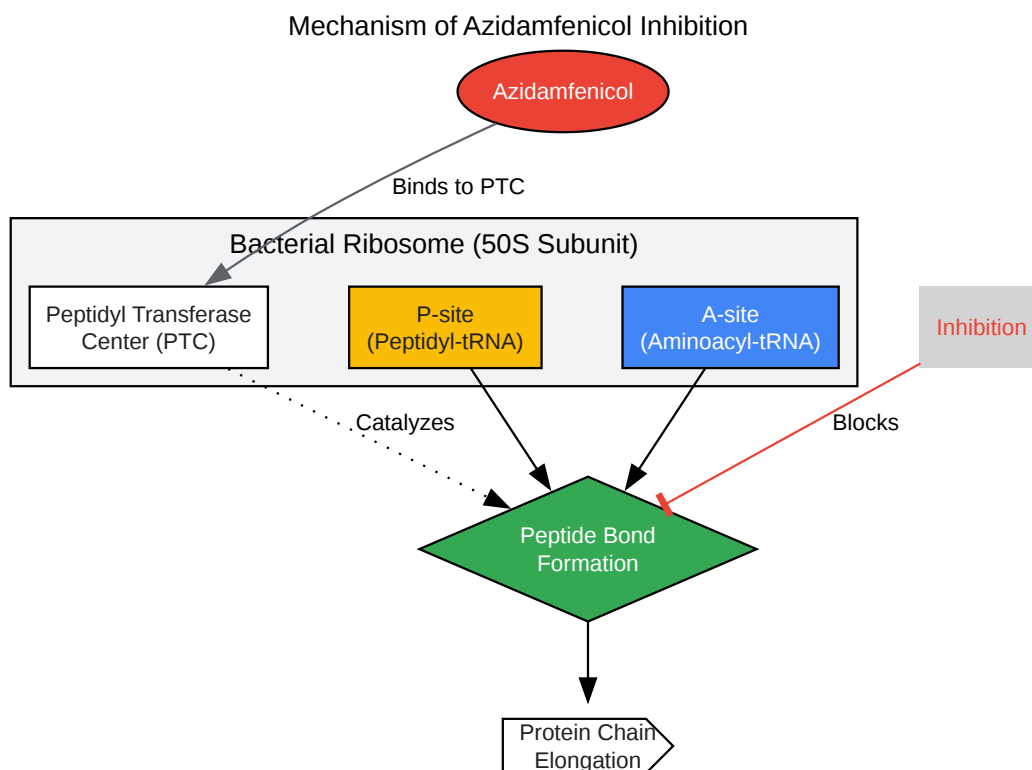 Mechanism of Azidamfenicol Inhibition
Azidamfenicol
Binds to PTC
Bacterial Ribosome (50S Subunit)
Peptidyl Transferase
Center (PTC)
P-site
(Peptidyl-tRNA)
A-site
(Aminoacyl-tRNA)
Inhibition
Catalyzes
Blocks
Peptide Bond
Formation
Protein Chain
Elongation